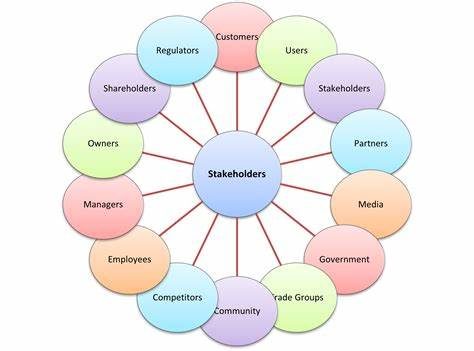 Customers
Users
Stakeholders
Partners
Media
Government
Trade Groups
Community
Competitors
Employees
Managers
Owners
Shareholders
Regulators
Stakeholders